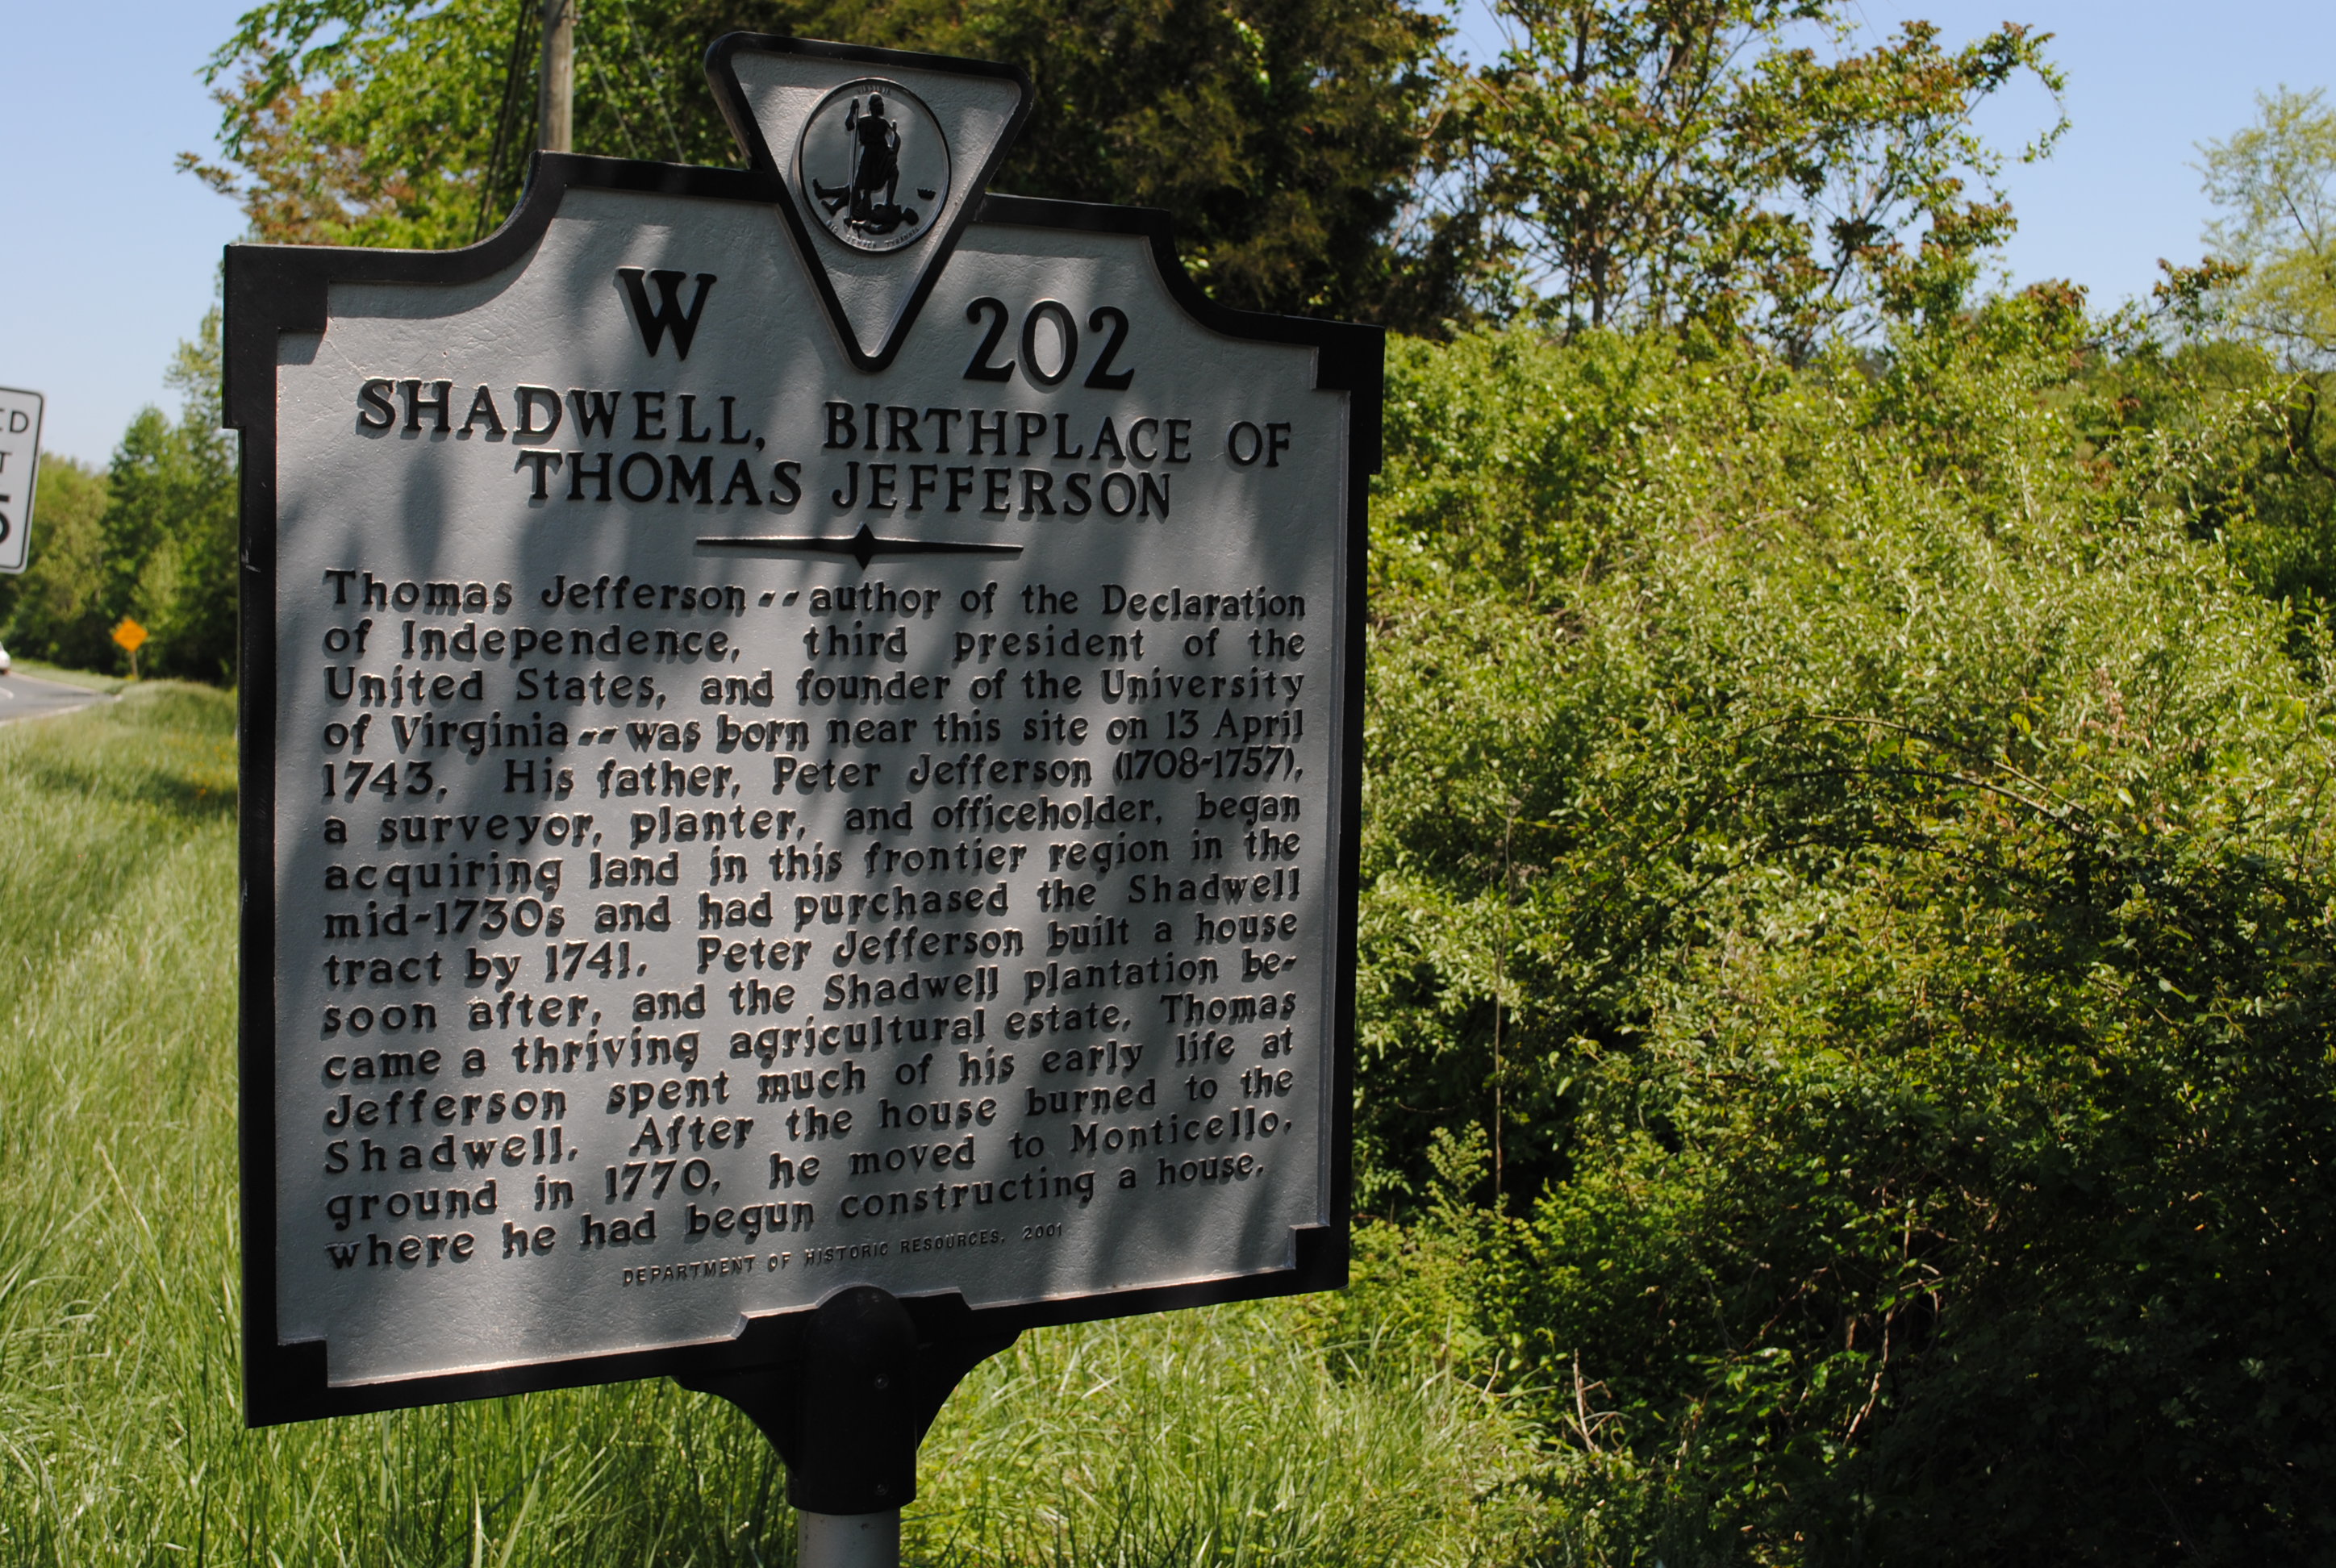 VIRGINIA
SIC SEMPER TYRANNIS
W 202
SHADWELL, BIRTHPLACE OF
THOMAS JEFFERSON
Thomas Jefferson -- author of the Declaration
of Independence, third president of the
United States, and founder of the University
of Virginia -- was born near this site on 13 April
1743. His father, Peter Jefferson (1708-1757),
a surveyor, planter, and officeholder, began
acquiring land in this frontier region in the
mid-1730s and had purchased the Shadwell
tract by 1741. Peter Jefferson built a house
soon after, and the Shadwell plantation be-
came a thriving agricultural estate. Thomas
Jefferson spent much of his early life at
Shadwell. After the house burned to the
ground in 1770, he moved to Monticello,
where he had begun constructing a house.
DEPARTMENT OF HISTORIC RESOURCES, 2001